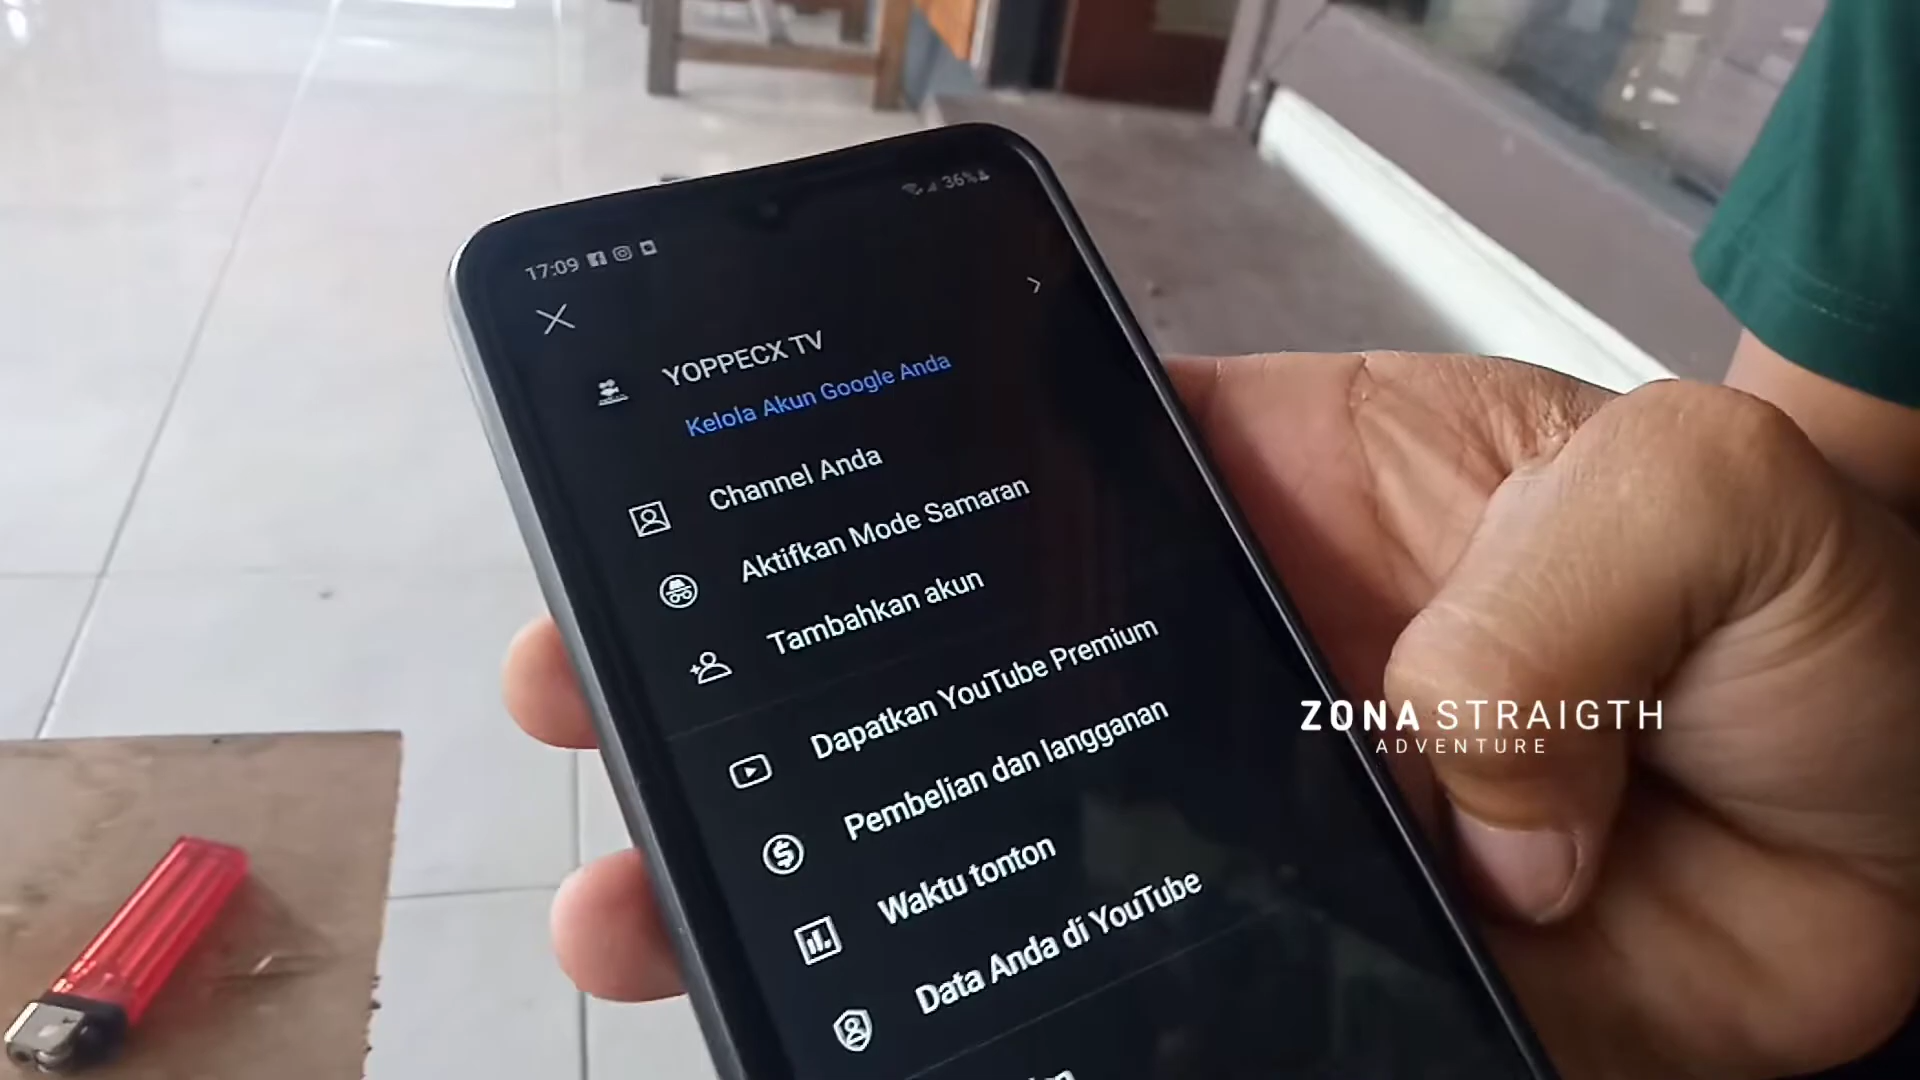 17:09
36%
YOPPECX TV
Kelola Akun Google Anda
Channel Anda
Aktifkan Mode Samaran
Tambahkan akun
Dapatkan YouTube Premium
Pembelian dan langganan
Waktu tonton
Data Anda di YouTube
ZONA STRAIGTH
ADVENTURE